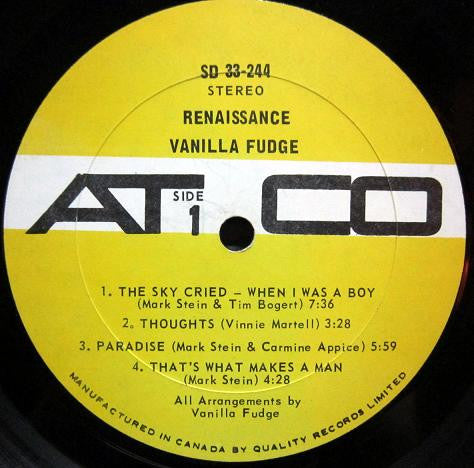 SD 33-244
STEREO
RENAISSANCE
VANILLA FUDGE
ATCO
SIDE
1
1. THE SKY CRIED – WHEN I WAS A BOY
(Mark Stein & Tim Bogert) 7:36
2. THOUGHTS (Vinnie Martell) 3:28
3. PARADISE (Mark Stein & Carmine Appice) 5:59
4. THAT'S WHAT MAKES A MAN
(Mark Stein) 4:28
All Arrangements by
Vanilla Fudge
MANUFACTURED IN CANADA BY QUALITY RECORDS LIMITED